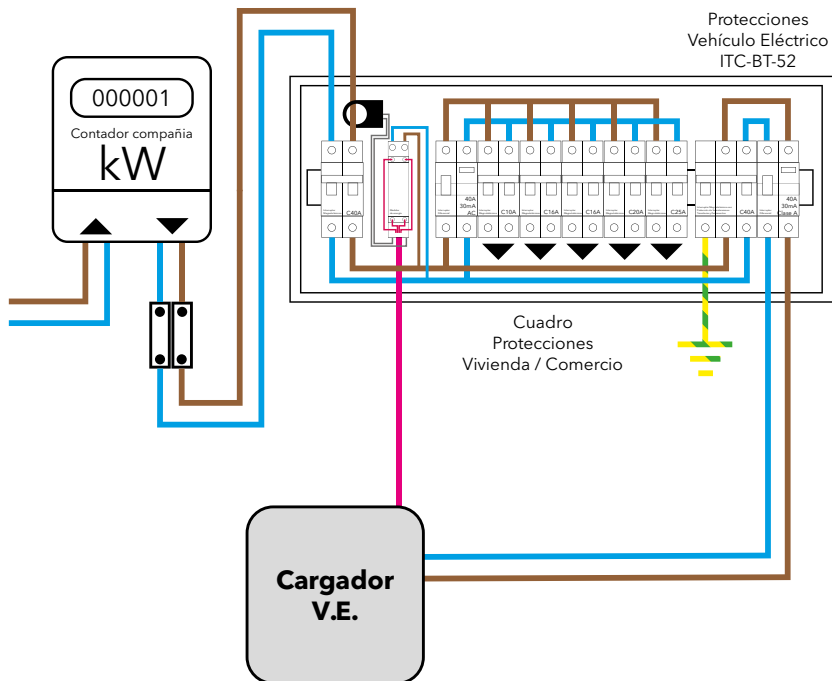 Protecciones
Vehículo Eléctrico
ITC-BT-52
000001
Contador compañia
kW
C40A
40A
30mA
AC
C10A
C16A
C16A
C20A
C25A
C40A
40A
30mA
Clase A
Cuadro
Protecciones
Vivienda / Comercio
Cargador
V.E.